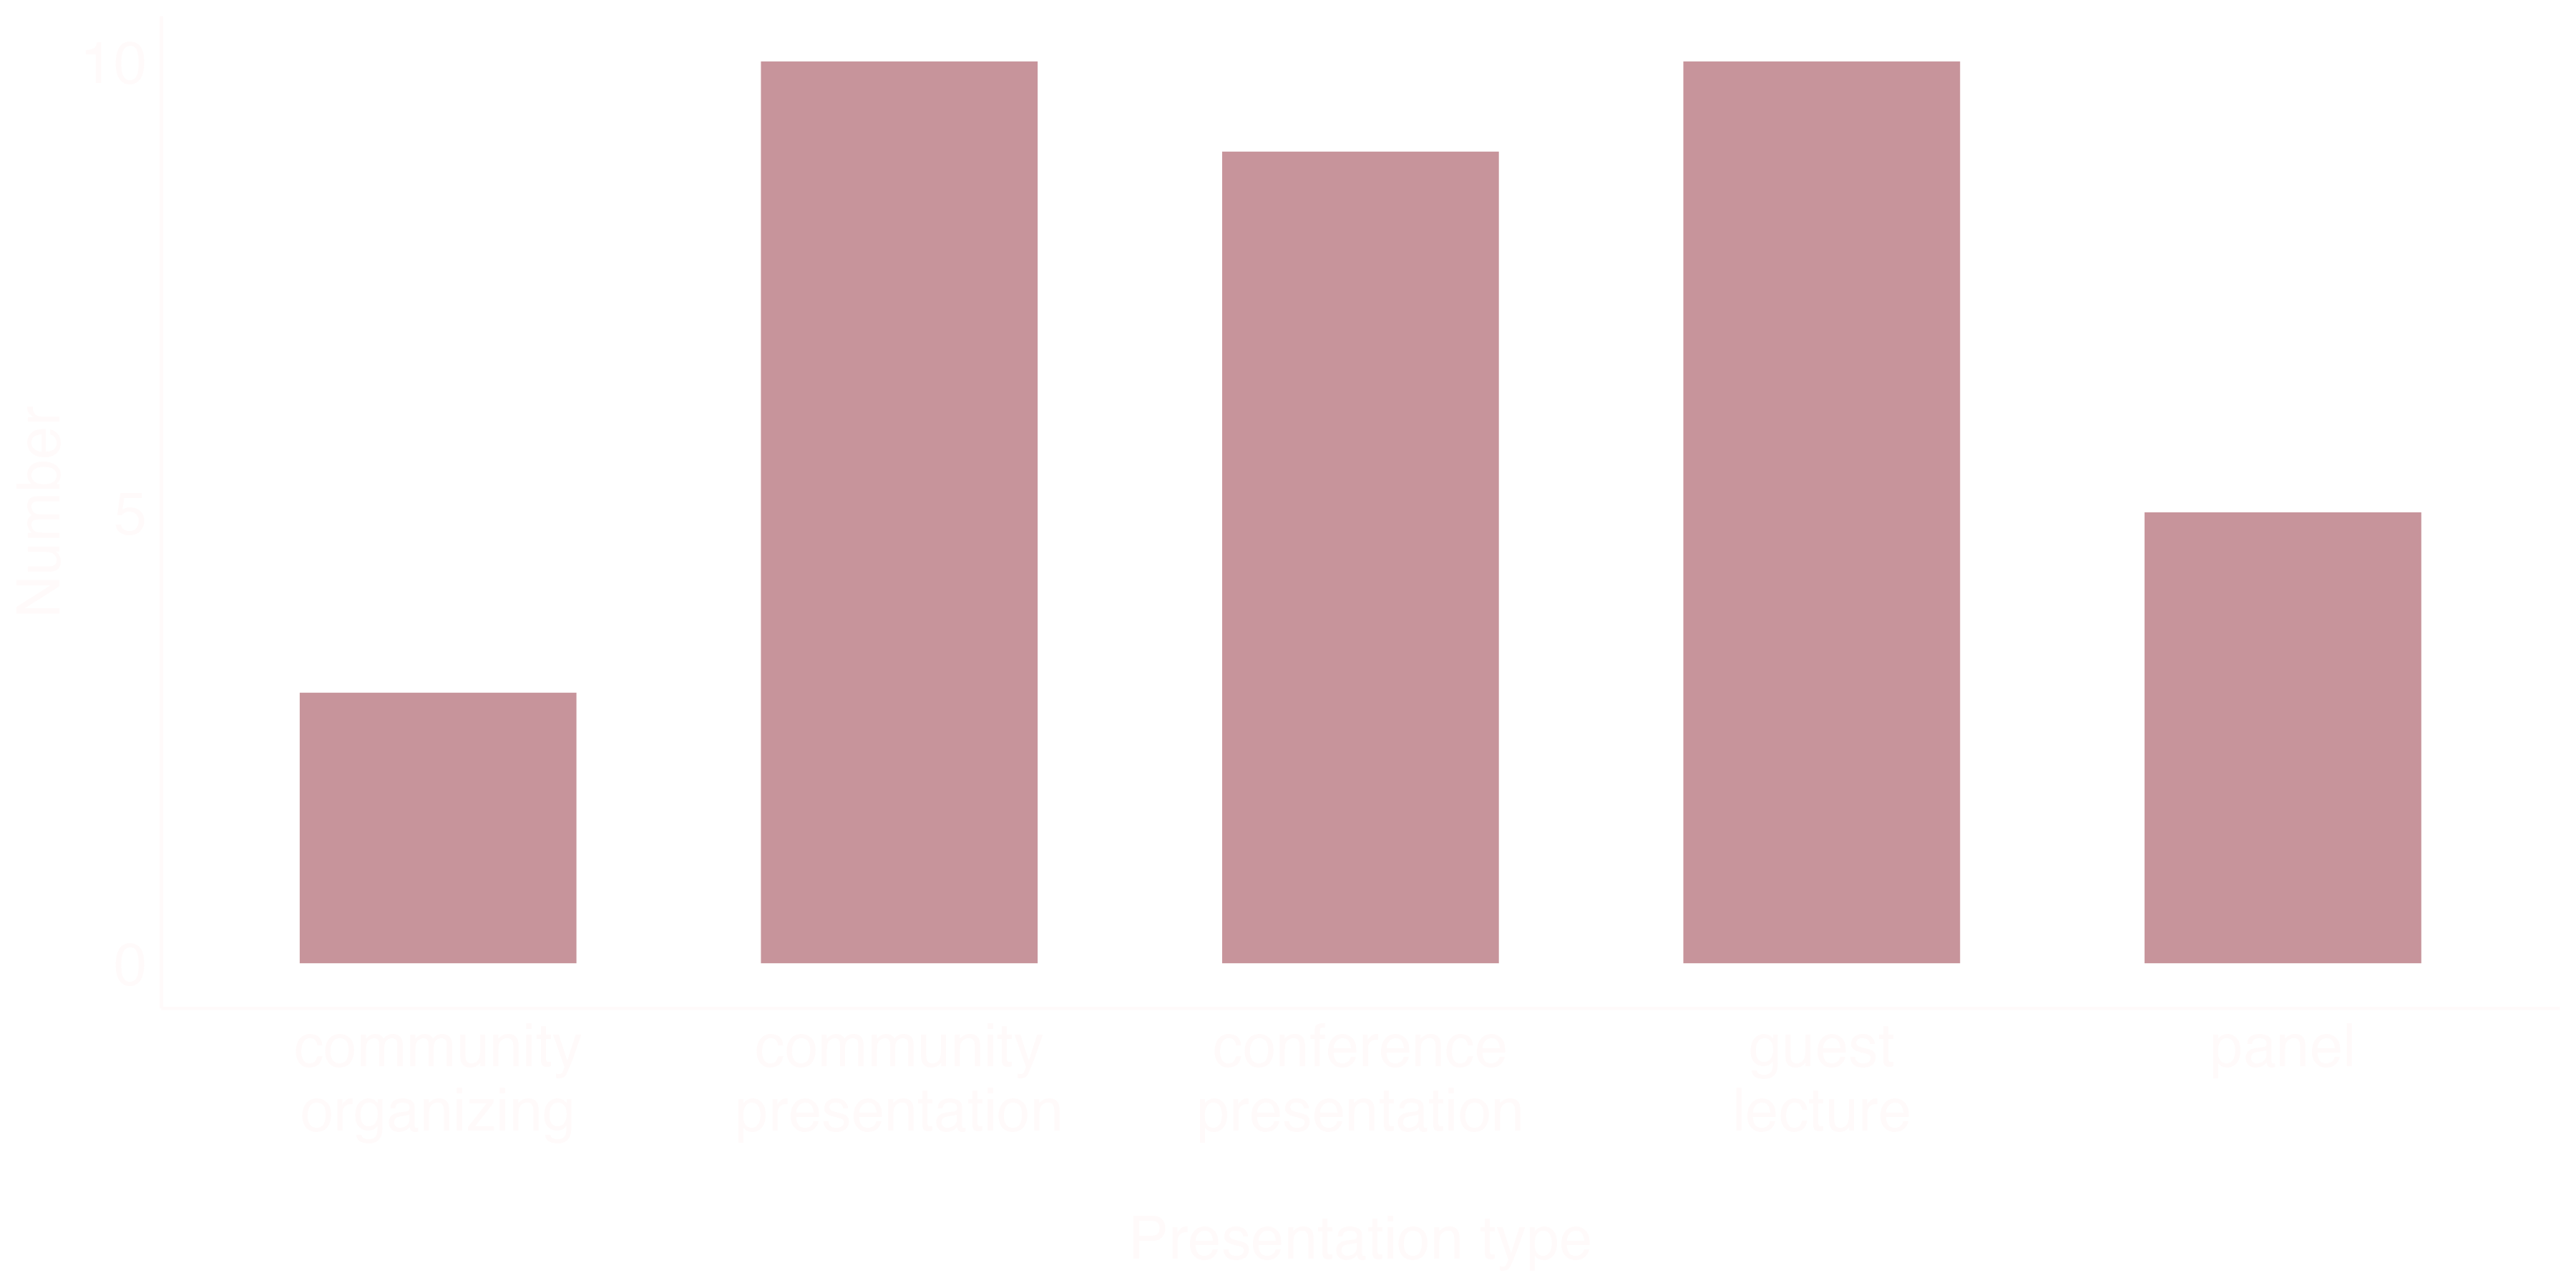 10
5
0
Number
community
organizing
community
presentation
conference
presentation
guest
lecture
panel
Presentation type